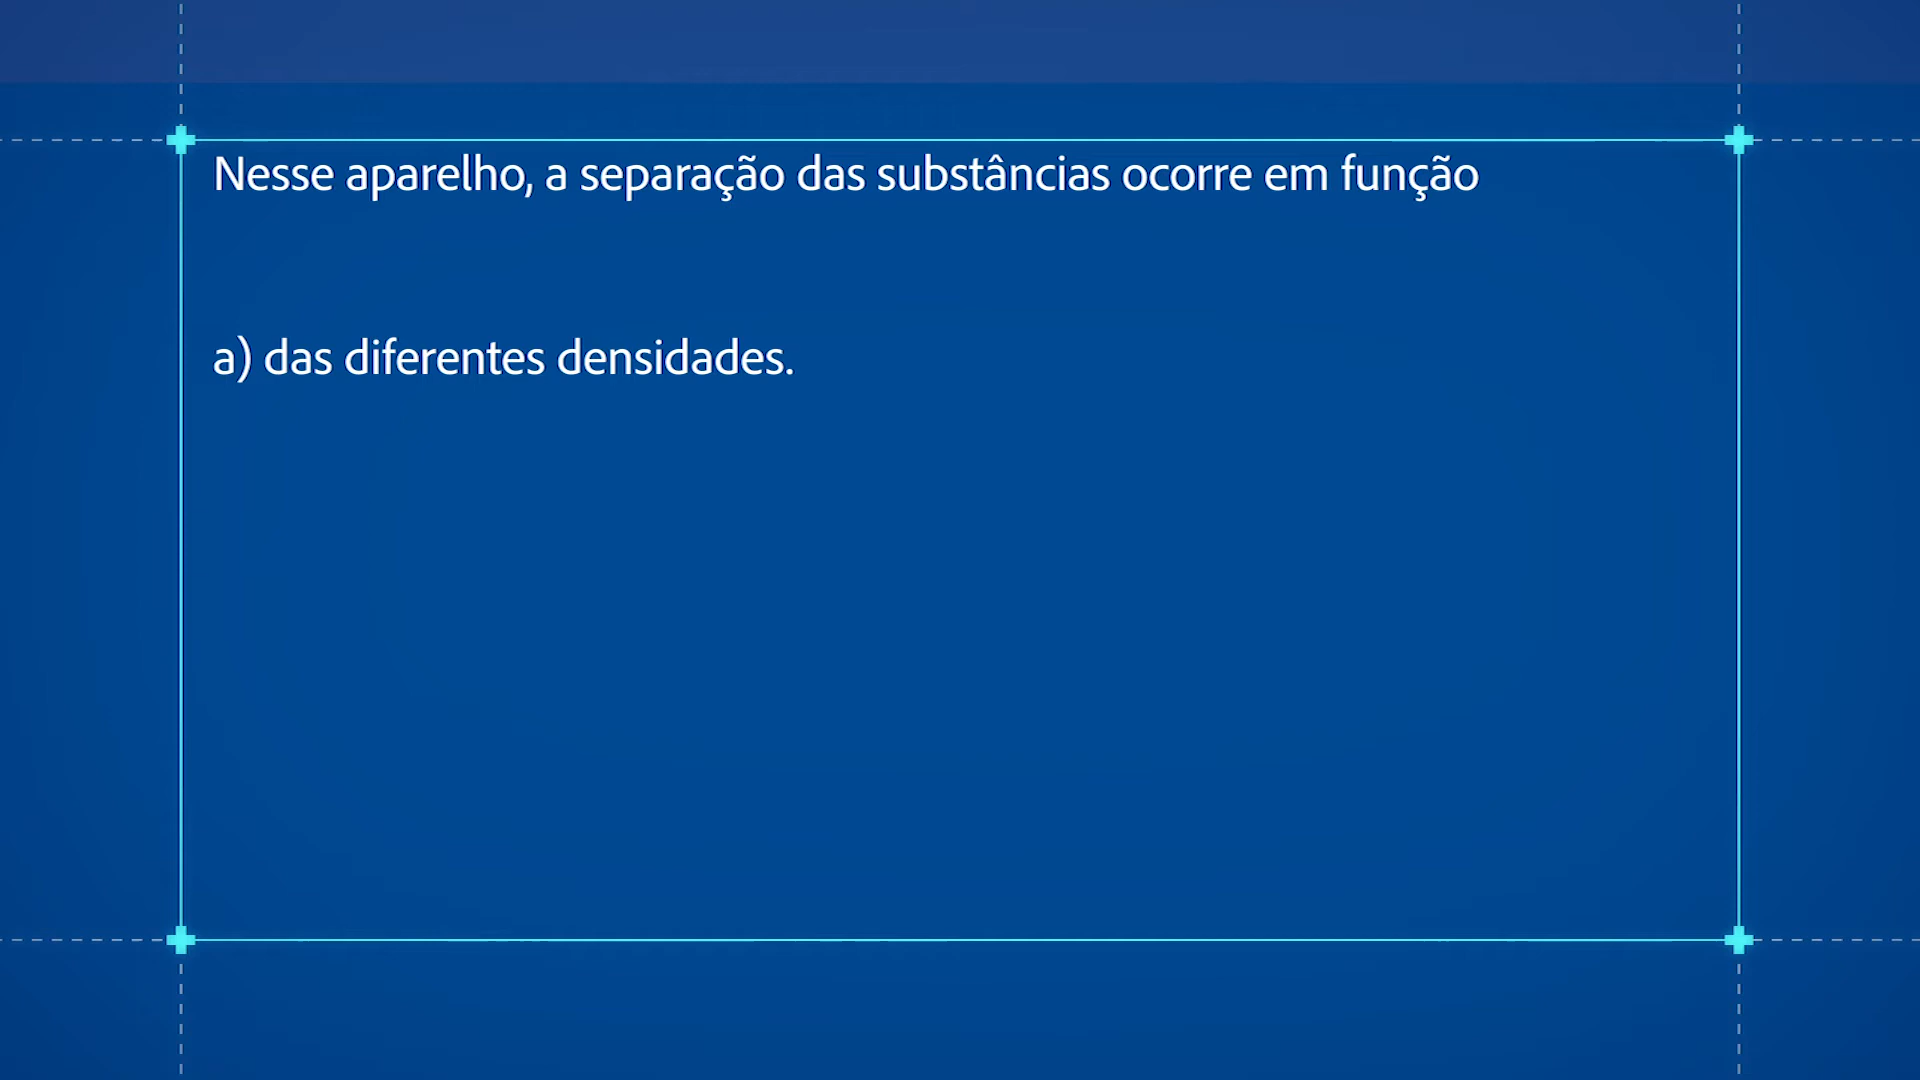 Nesse aparelho, a separação das substâncias ocorre em função
a) das diferentes densidades.